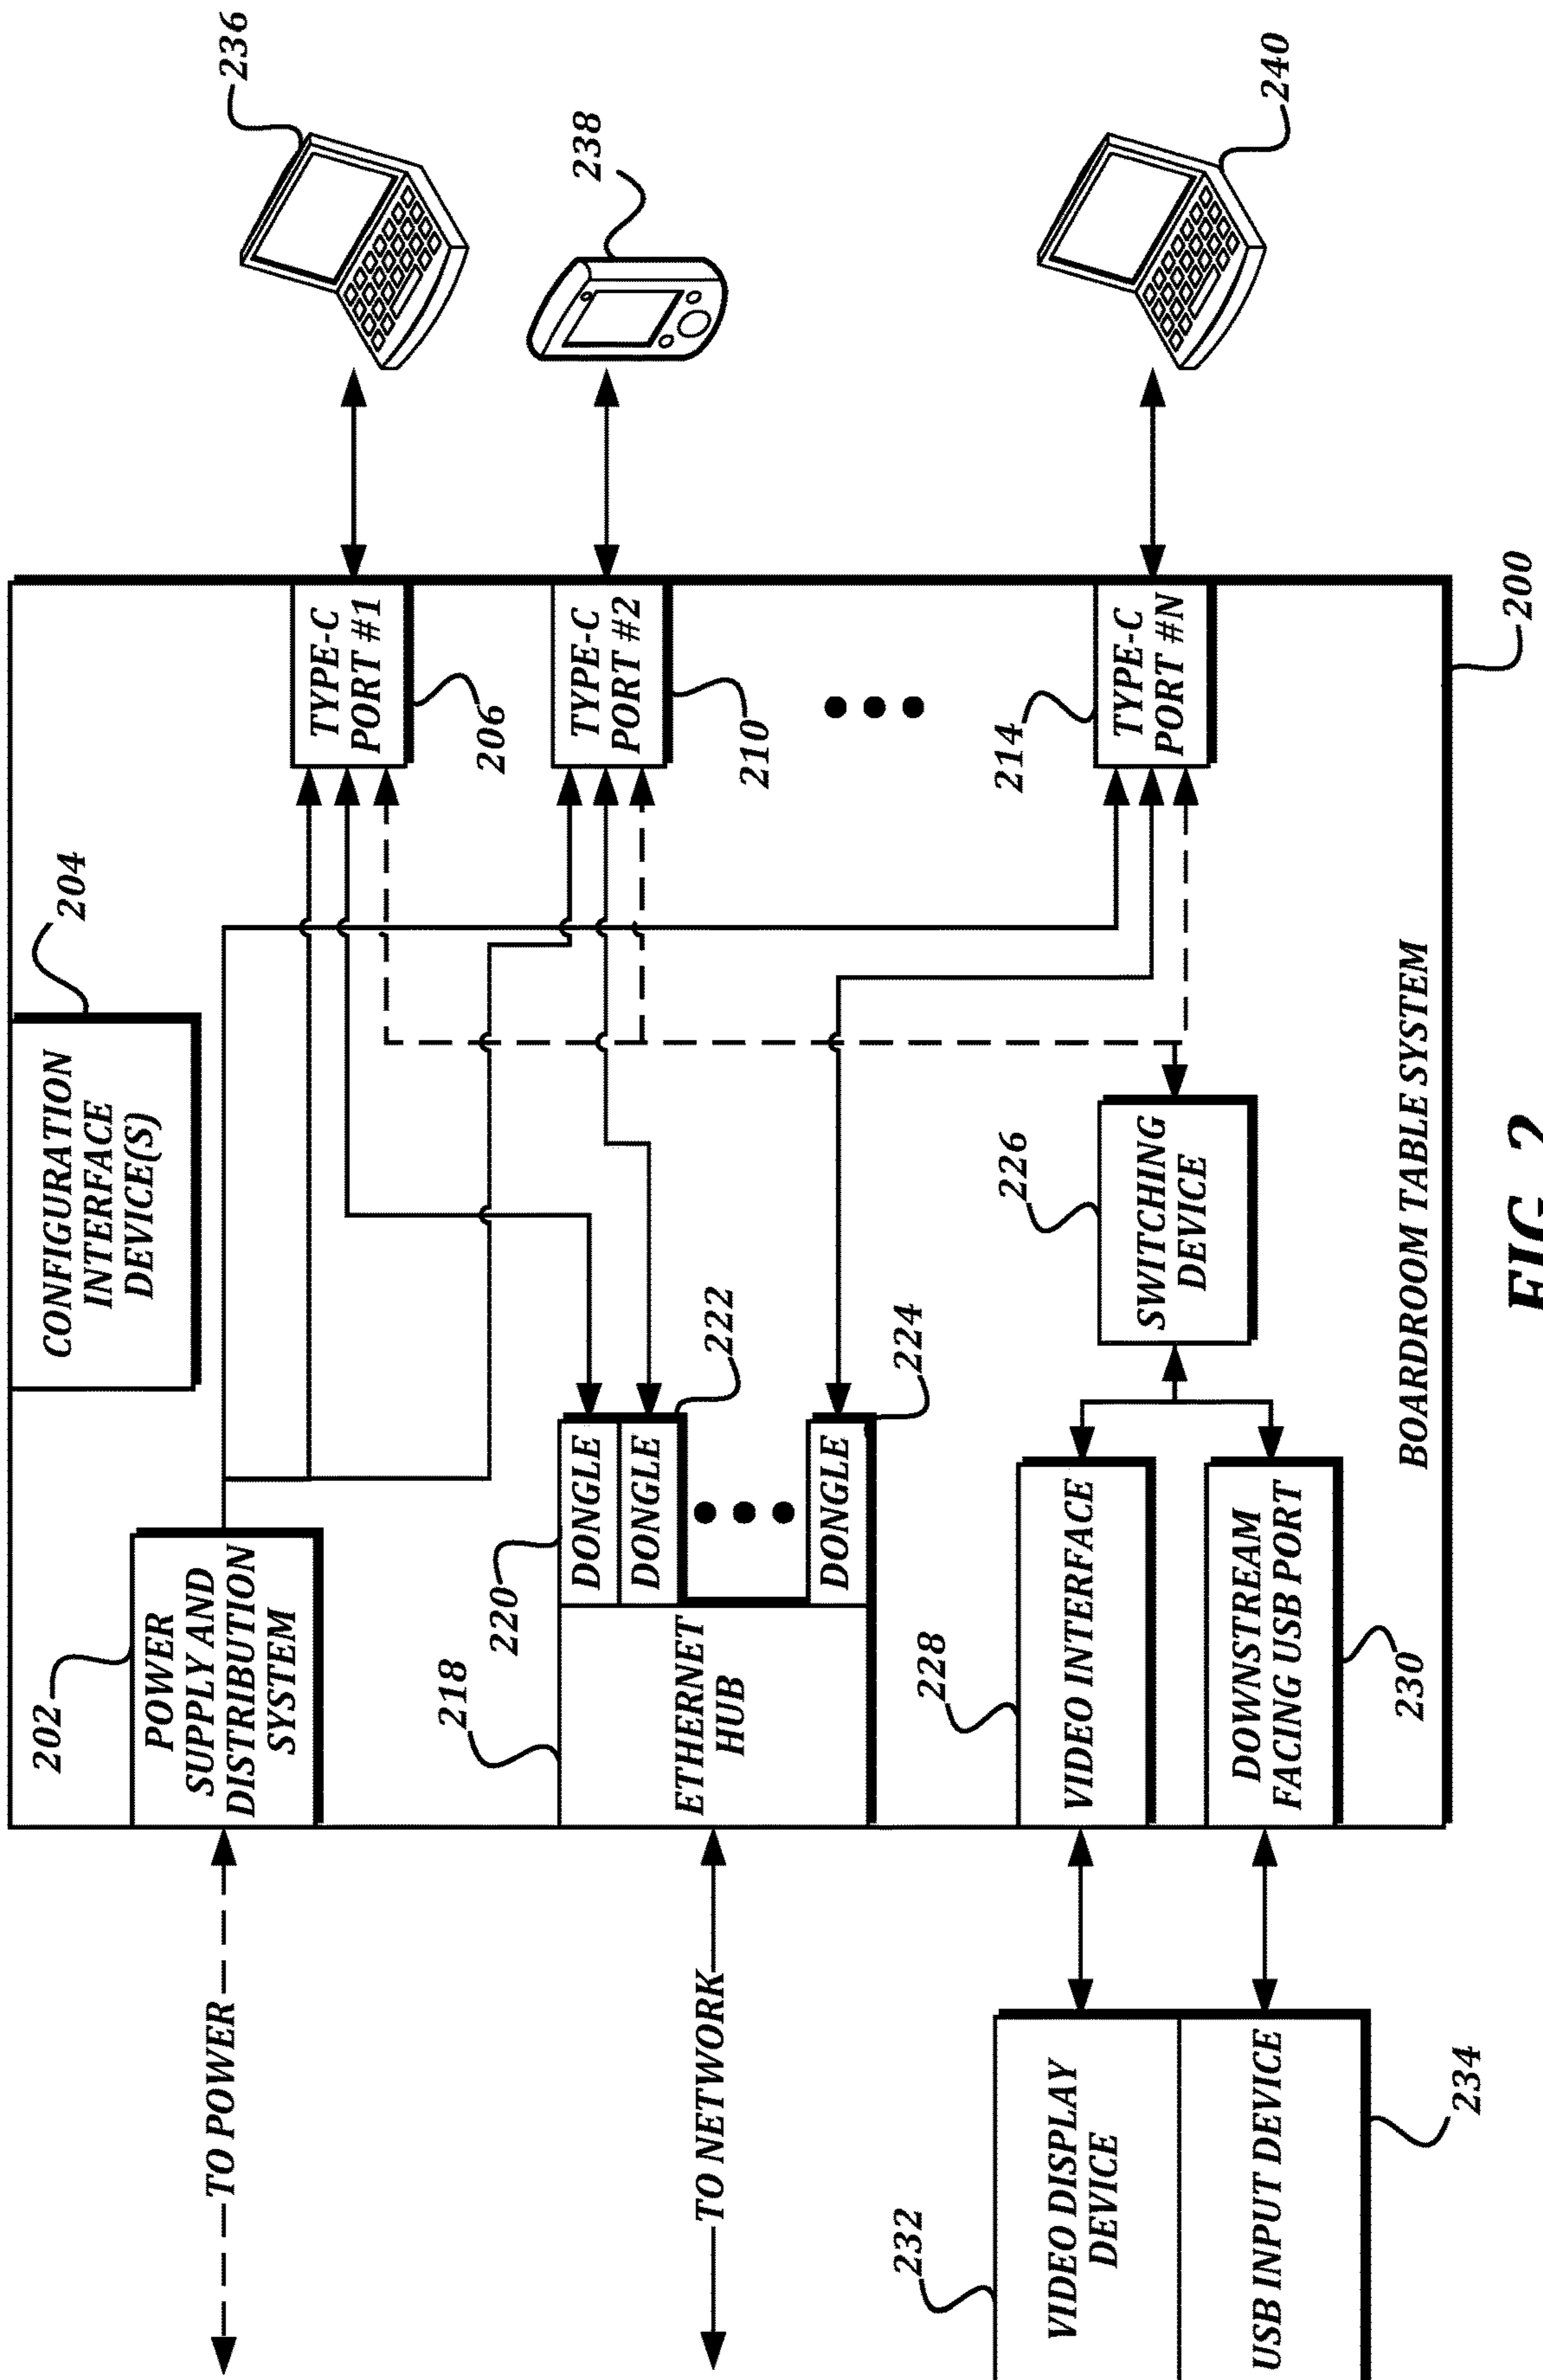 TO POWER
TO NETWORK
232
VIDEO DISPLAY
DEVICE
USB INPUT DEVICE
234
202
POWER
SUPPLY AND
DISTRIBUTION
SYSTEM
218
ETHERNET
HUB
220
DONGLE
DONGLE
222
DONGLE
224
228
VIDEO INTERFACE
DOWNSTREAM
FACING USB PORT
230
CONFIGURATION
INTERFACE
DEVICE(S)
204
226
SWITCHING
DEVICE
TYPE-C
PORT #1
206
TYPE-C
PORT #2
210
214
TYPE-C
PORT #N
BOARDROOM TABLE SYSTEM
200
236
238
240
FIG. 2